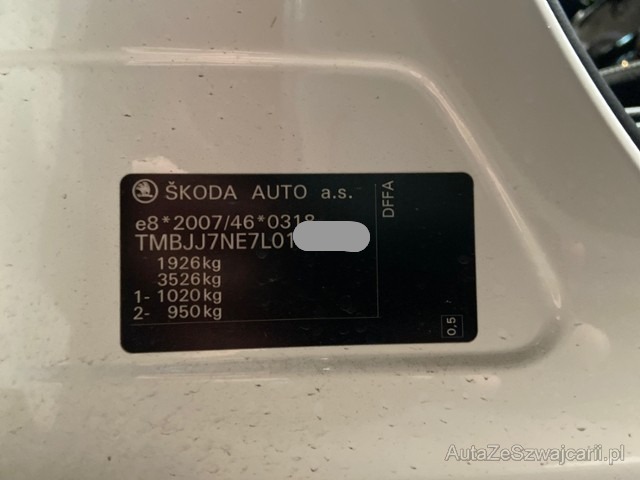 ŠKODA AUTO a.s.
e8*2007/46*0318
TMBJJ7NE7L01
1926kg
3526kg
1- 1020kg
2- 950kg
DFFA
0,5
AutaZeSzwajcarii.pl